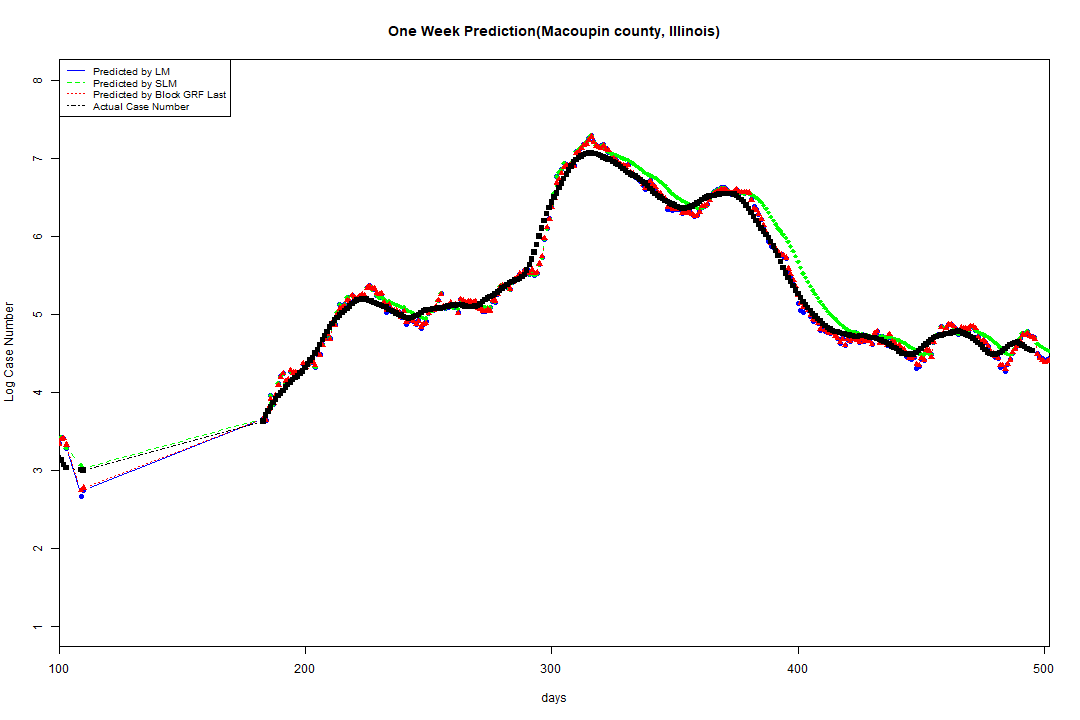 One Week Prediction(Macoupin county, Illinois)
Predicted by LM
Predicted by SLM
Predicted by Block GRF Last
Actual Case Number
8
7
6
5
4
3
2
1
Log Case Number
100 200 300 400 500
days